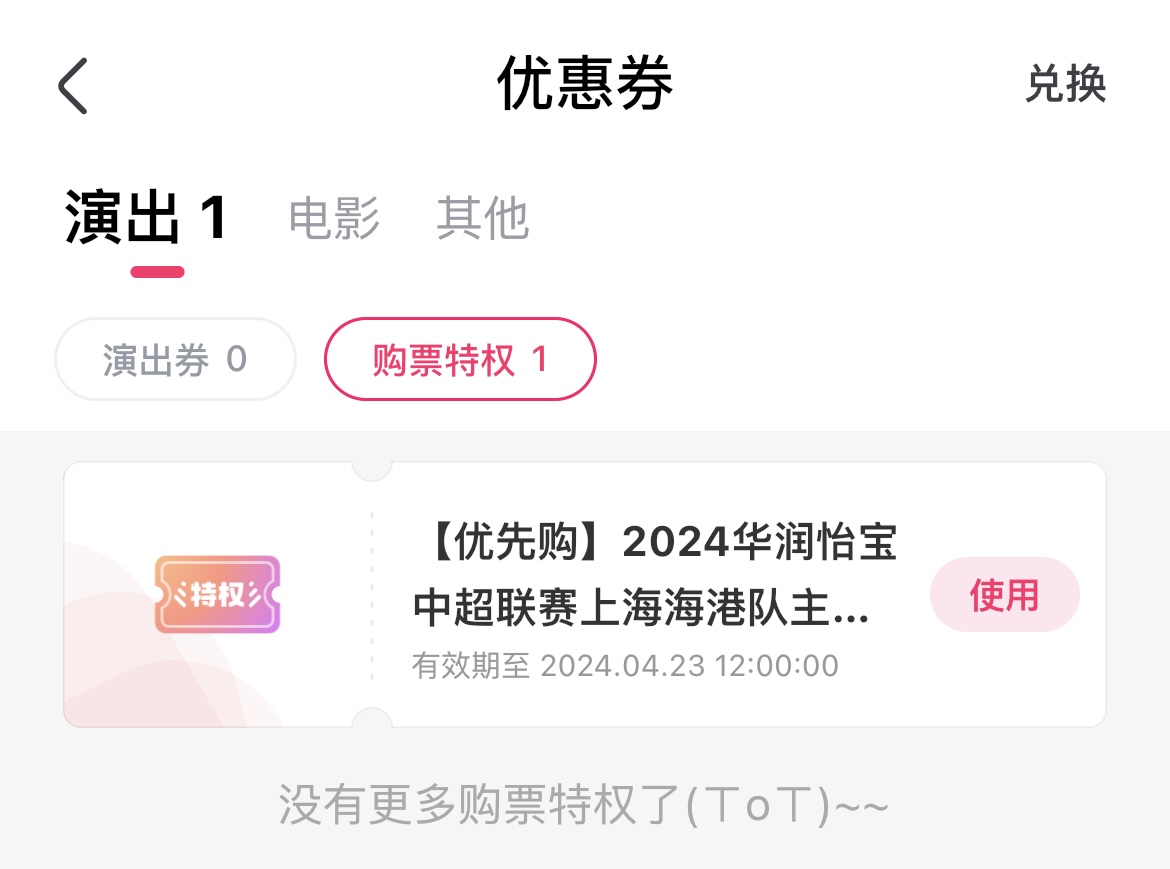 优惠券
兑换
演出 1 电影 其他
演出券 0 购票特权 1
特权
【优先购】2024华润怡宝
中超联赛上海海港队主...
使用
有效期至 2024.04.23 12:00:00
没有更多购票特权了(ToT)~~